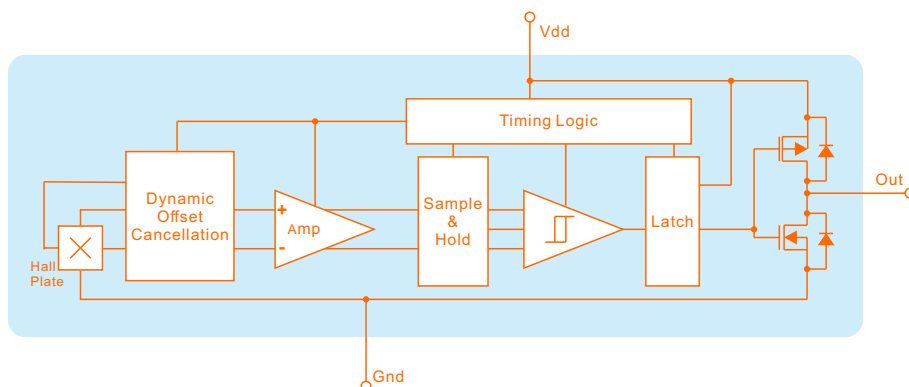 Vdd
Timing Logic
Dynamic
Offset
Cancellation
+
-
Amp
Sample
&
Hold
Latch
Out
Hall
Plate
Gnd